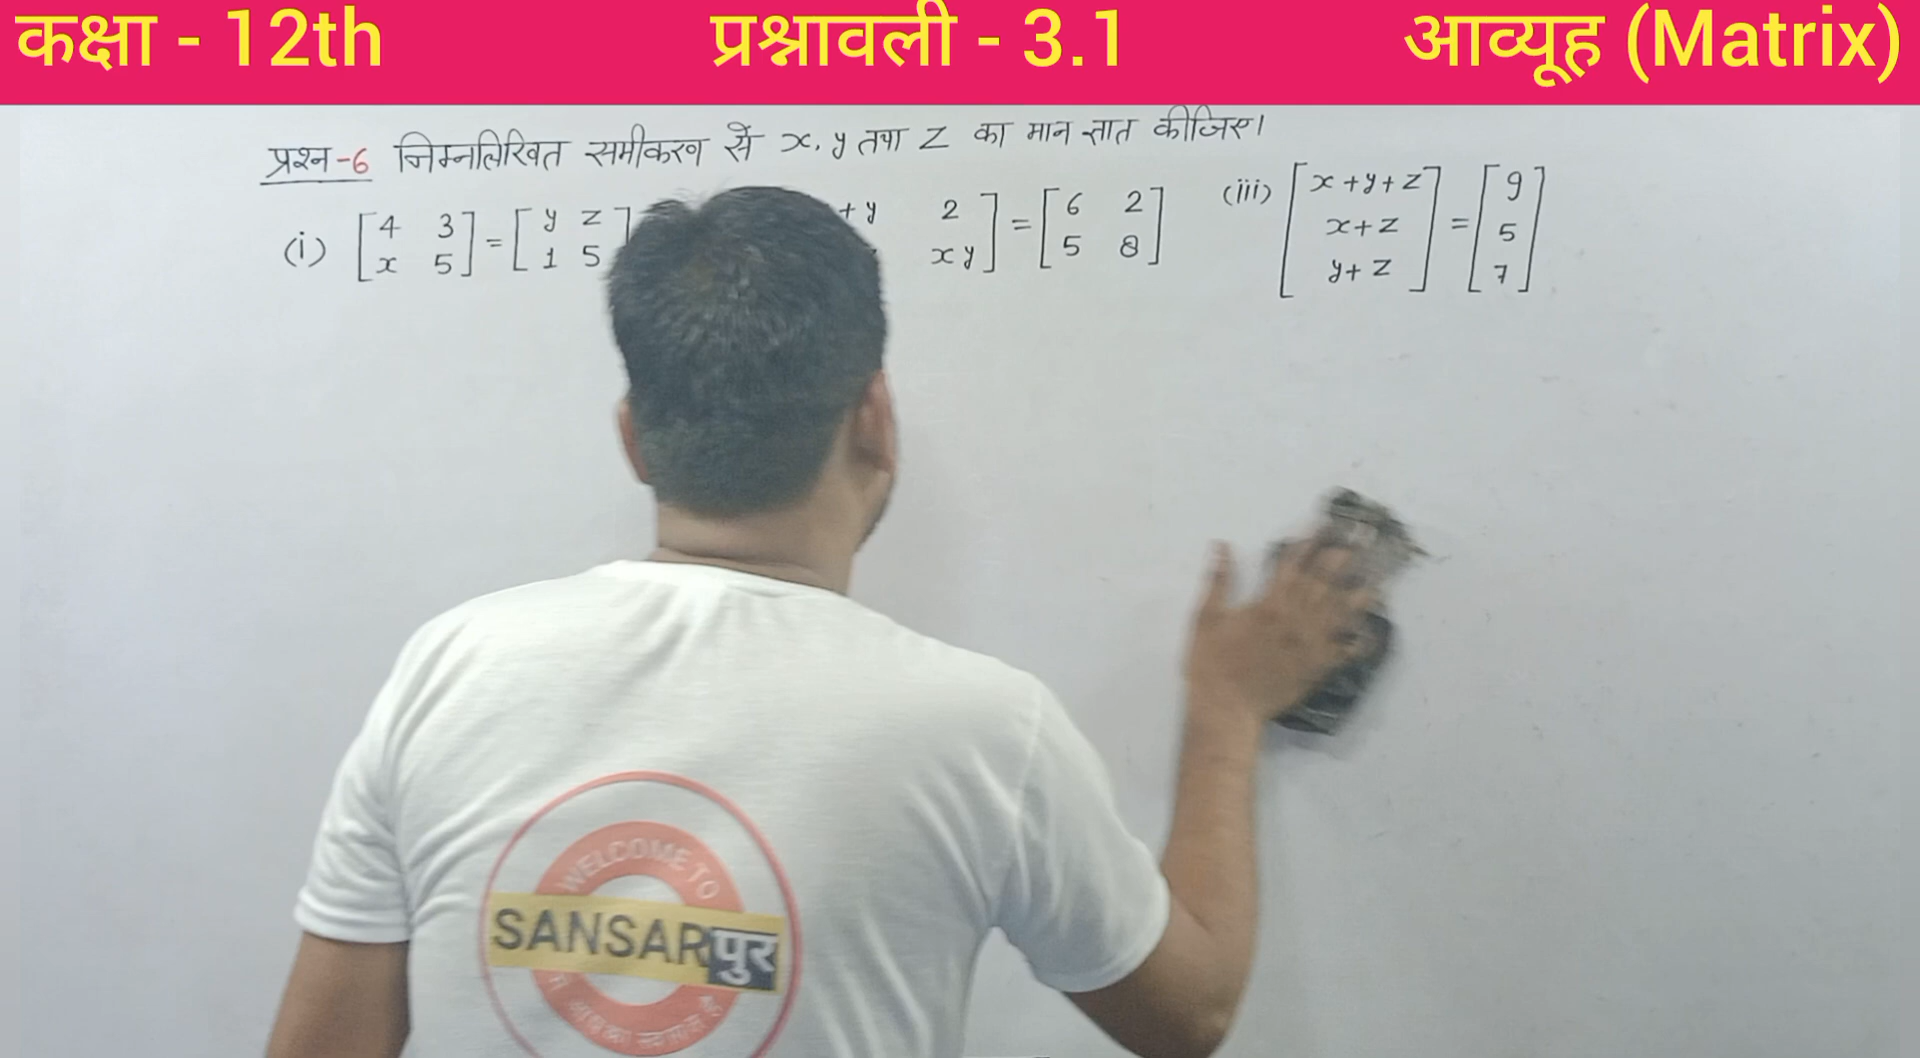 कक्षा - 12th प्रश्नावली - 3.1 आव्यूह (Matrix)
प्रश्न-6 निम्नलिखित समीकरण से x, y तथा z का मान ज्ञात कीजिए।
(i) [4 3 = [y z +y 2 ] = [6 2] (iii) [x+y+z] = [9]
x 5] 1 5 xy 5 8 x+z 5
y+z 7
WELCOME TO
SANSARपुर